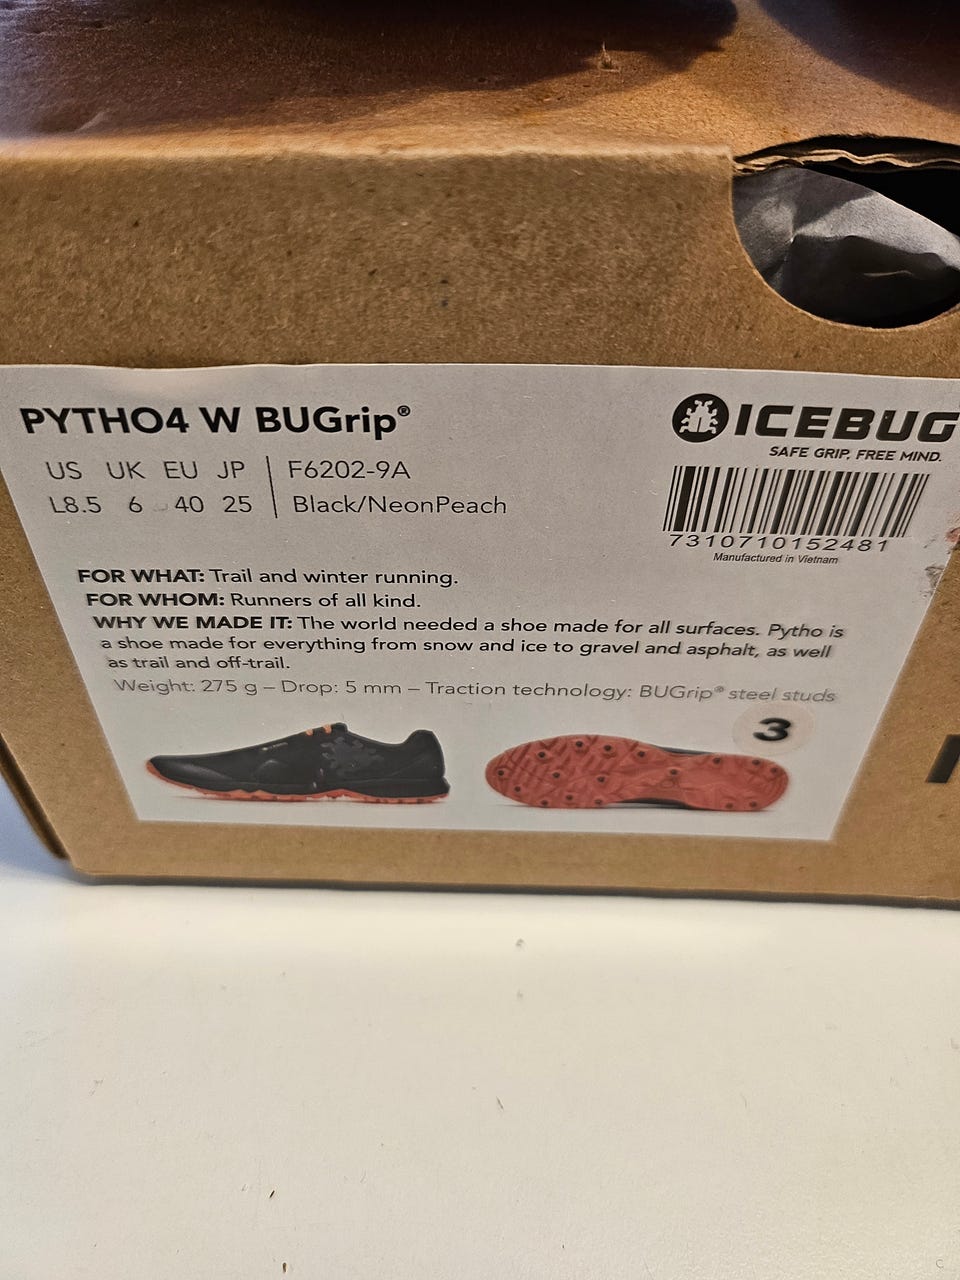 PYTHO4 W BUGrip®
US UK EU JP
L8.5 6 40 25
F6202-9A
Black/NeonPeach
ICEBUG
SAFE GRIP, FREE MIND.
7310710152481
Manufactured in Vietnam
FOR WHAT: Trail and winter running.
FOR WHOM: Runners of all kind.
WHY WE MADE IT: The world needed a shoe made for all surfaces. Pytho is
a shoe made for everything from snow and ice to gravel and asphalt, as well
as trail and off-trail.
Weight: 275 g – Drop: 5 mm – Traction technology: BUGrip® steel studs
3